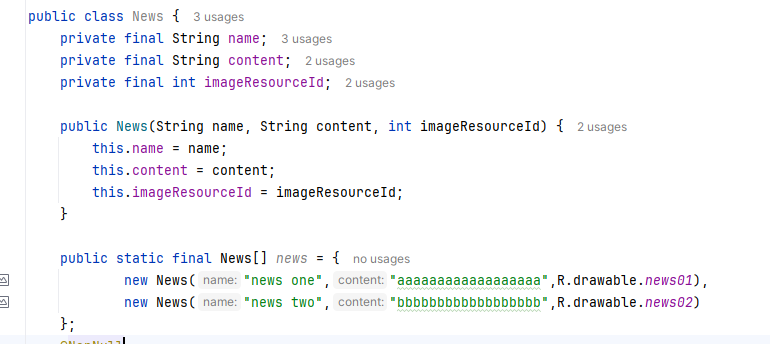 public class News {  3 usages
    private final String name;  3 usages
    private final String content;  2 usages
    private final int imageResourceId;  2 usages
    public News(String name, String content, int imageResourceId) {  2 usages
        this.name = name;
        this.content = content;
        this.imageResourceId = imageResourceId;
    }
    public static final News[] news = {  no usages
            new News( name: "news one", content: "aaaaaaaaaaaaaaaaaa",R.drawable.news01),
            new News( name: "news two", content: "bbbbbbbbbbbbbbbbbb",R.drawable.news02)
    };